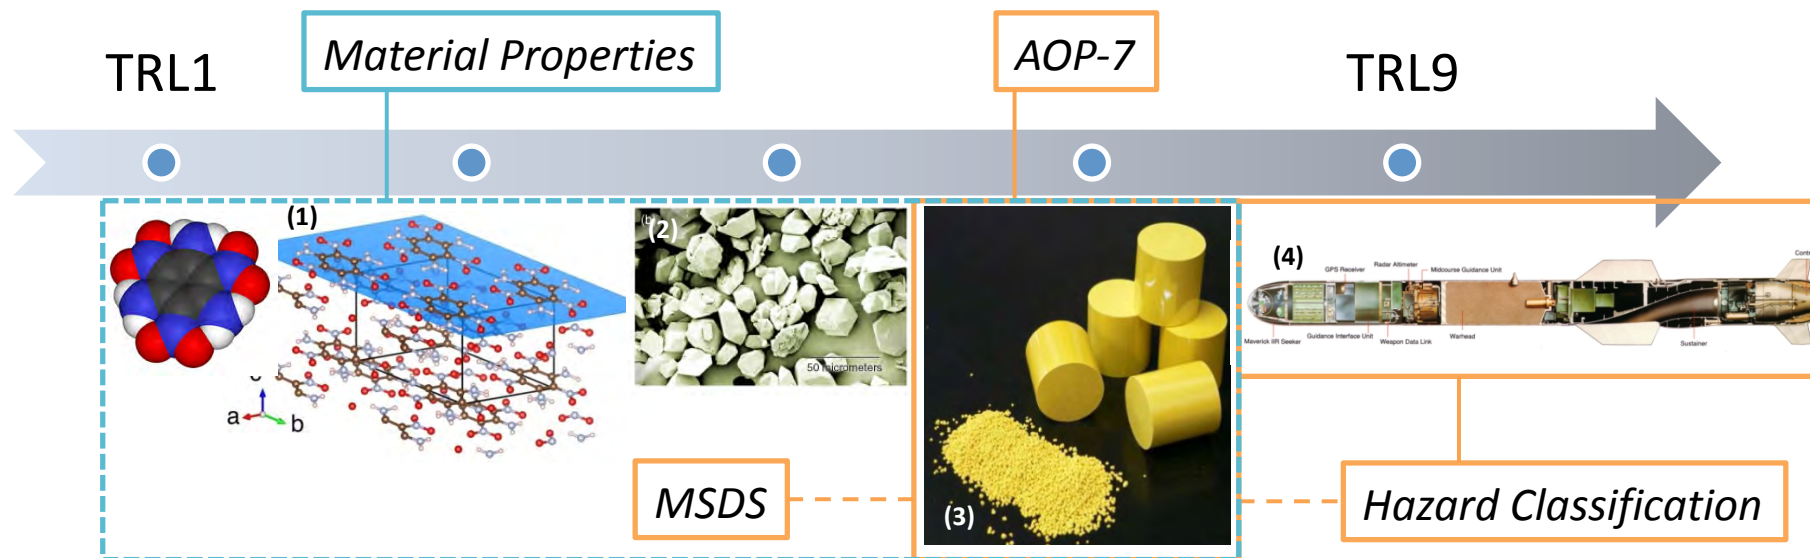 Material Properties
AOP-7
TRL1
TRL9
(1)
(b)
(2)
(4)
GPS Receiver
Radar Altimeter
Midcourse Guidance Unit
Contr
Maverick IIR Seeker
Guidance Interface Unit
Weapon Data Link
Warhead
Sustainer
50 micrometers
a
b
MSDS
(3)
Hazard Classification